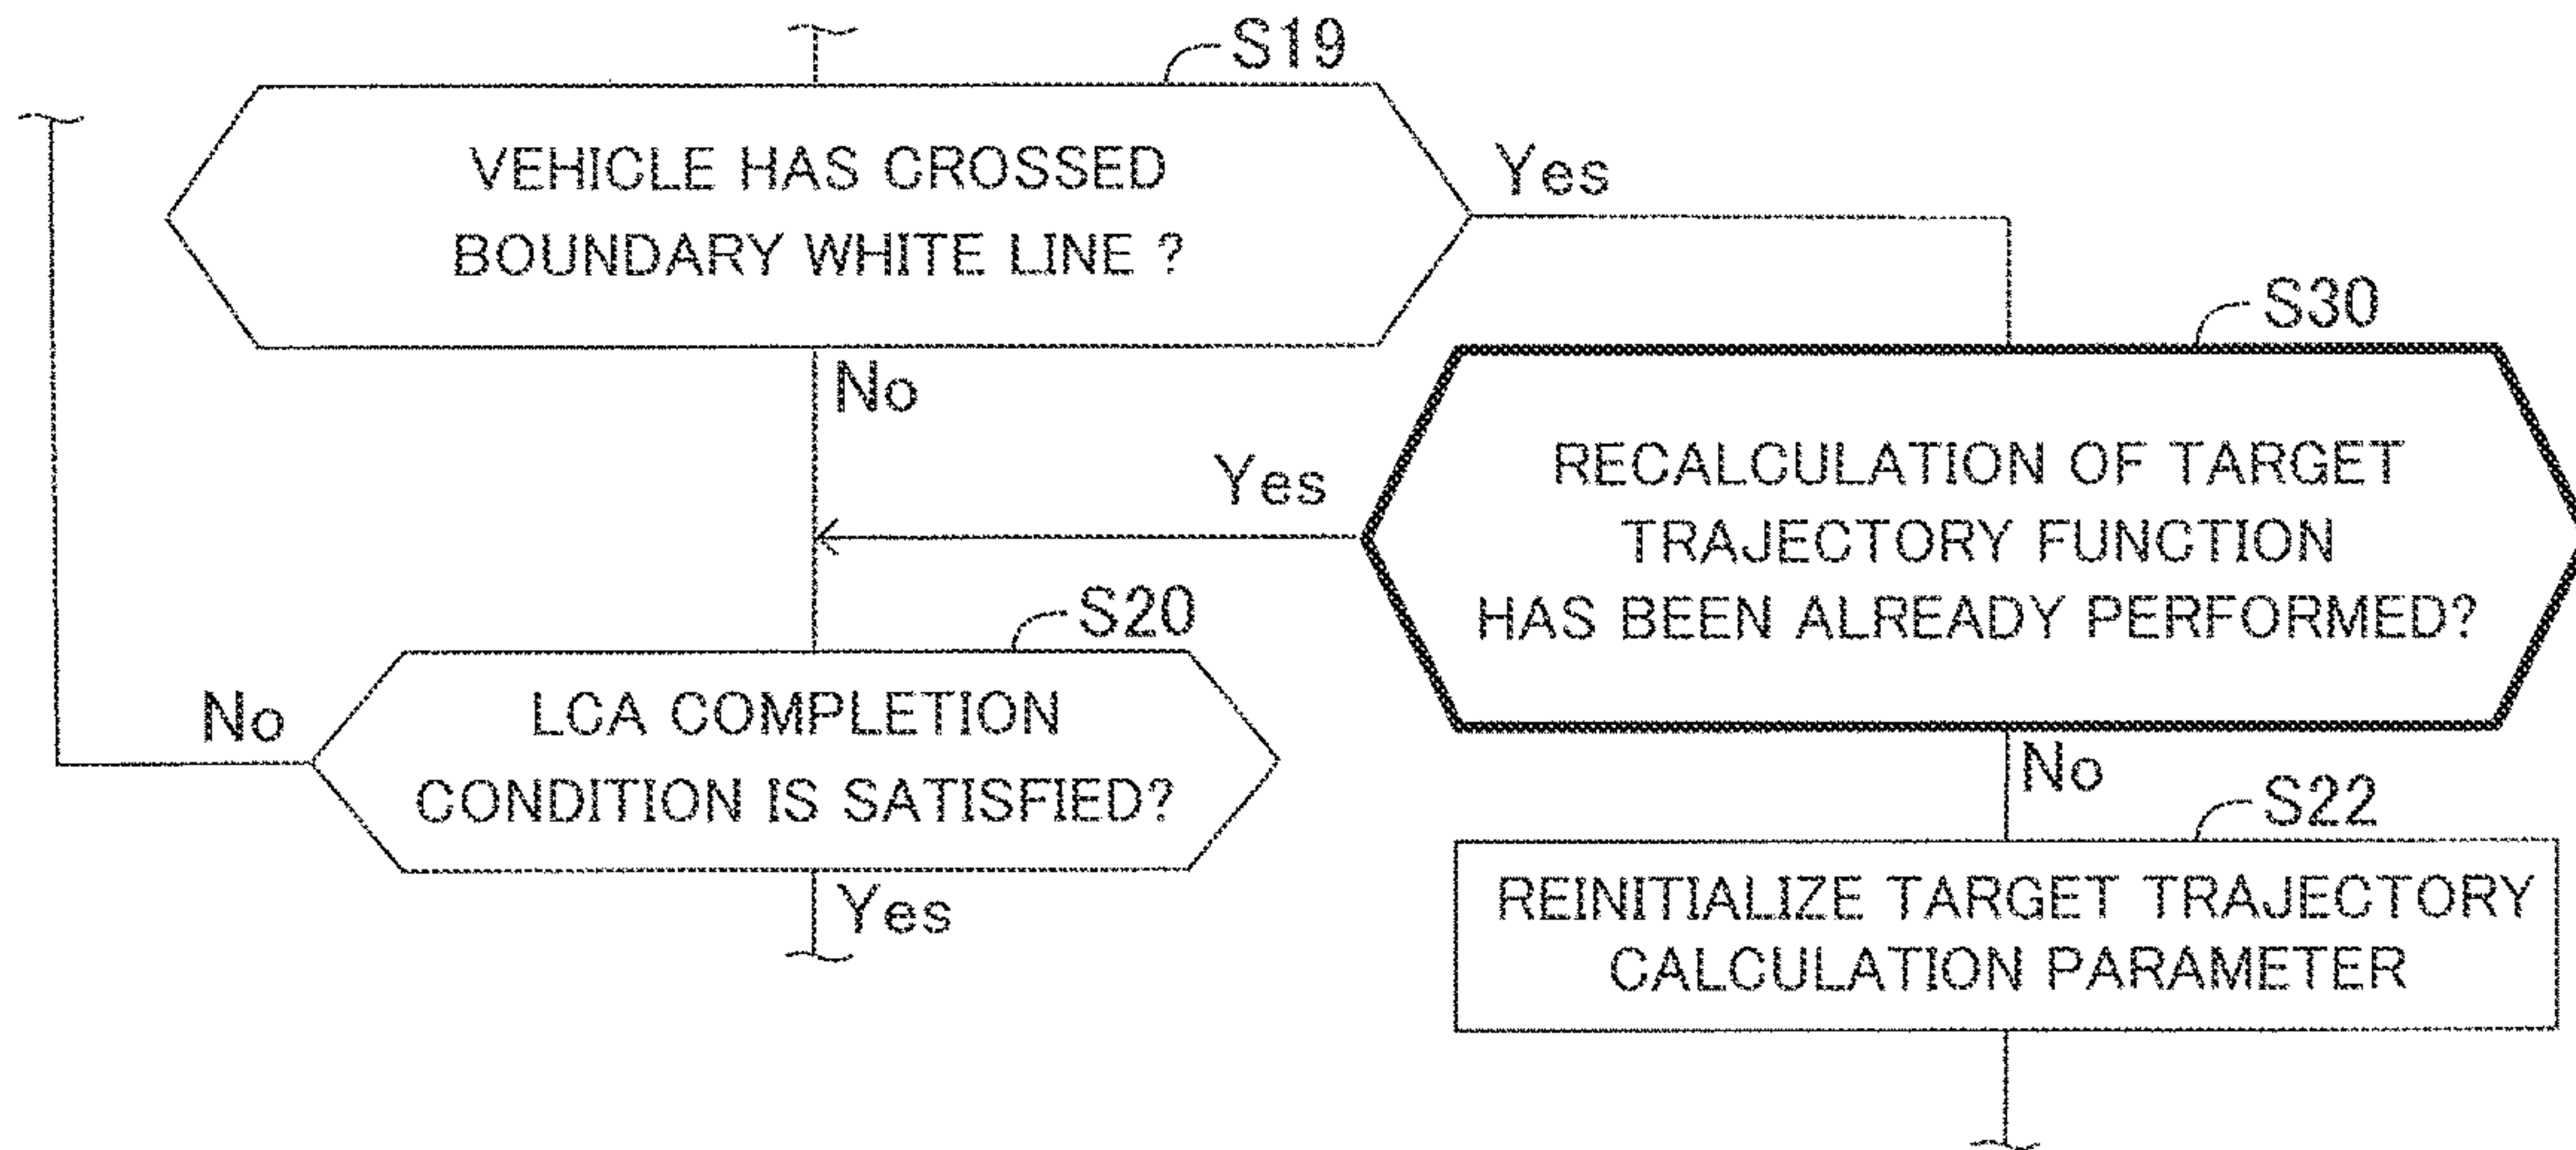 S19
VEHICLE HAS CROSSED
BOUNDARY WHITE LINE ?
Yes
No
S30
RECALCULATION OF TARGET
TRAJECTORY FUNCTION
HAS BEEN ALREADY PERFORMED?
Yes
No
S20
LCA COMPLETION
CONDITION IS SATISFIED?
No
Yes
S22
REINITIALIZE TARGET TRAJECTORY
CALCULATION PARAMETER